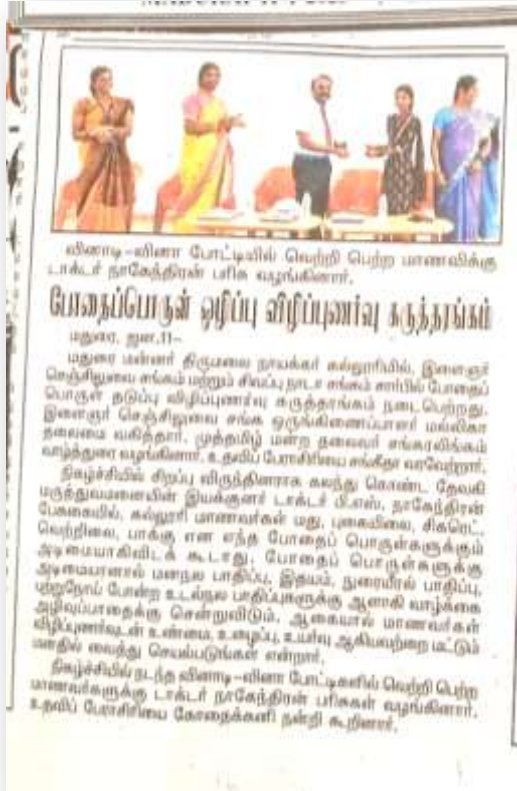 வினாடி-வினா போட்டியில் வெற்றி பெற்ற மாணவிக்கு
டாக்டர் நாகேந்திரன் பரிசு வழங்கினார்.
போதைப்பொருள் ஒழிப்பு விழிப்புணர்வு கருத்தரங்கம்
மதுரை, ஜன.11-
மதுரை மன்னர் திருமலை நாயக்கர் கல்லூரியில், இளைஞர்
செஞ்சிலுவை சங்கம் மற்றும் சிவப்பு நாடா சங்கம் சார்பில் போதைப்
பொருள் தடுப்பு விழிப்புணர்வு கருத்தரங்கம் நடைபெற்றது.
இளைஞர் செஞ்சிலுவை சங்க ஒருங்கிணைப்பாளர் மல்லிகா
தலைமை வகித்தார். முத்தமிழ் மன்ற தலைவர் சங்கரலிங்கம்
வாழ்த்துரை வழங்கினார். உதவிப் பேராசிரியை சங்கீதா வரவேற்றார்.
நிகழ்ச்சியில் சிறப்பு விருந்தினராக கலந்து கொண்ட தேவகி
மருத்துவமனையின் இயக்குனர் டாக்டர் பி.எஸ். நாகேந்திரன்
பேசுகையில், கல்லூரி மாணவர்கள் மது, புகையிலை, சிகரெட்,
வெற்றிலை, பாக்கு என எந்த போதைப் பொருள்களுக்கும்
அடிமையாகிவிடக் கூடாது. போதைப் பொருள்களுக்கு
அடிமையானால் மனநல பாதிப்பு, இதயம், நுரையீரல் பாதிப்பு,
புற்றுநோய் போன்ற உடல்நல பாதிப்புகளுக்கு ஆளாகி வாழ்க்கை
அழிவுப்பாதைக்கு சென்றுவிடும். ஆகையால் மாணவர்கள்
விழிப்புணர்வுடன் உண்மை, உழைப்பு, உயர்வு ஆகியவற்றை மட்டும்
மனதில் வைத்து செயல்படுங்கள் என்றார்.
நிகழ்ச்சியில் நடந்த வினாடி-வினா போட்டிகளில் வெற்றி பெற்ற
மாணவர்களுக்கு டாக்டர் நாகேந்திரன் பரிசுகள் வழங்கினார்.
உதவிப் பேராசிரியை கோதைக்கனி நன்றி கூறினார்.